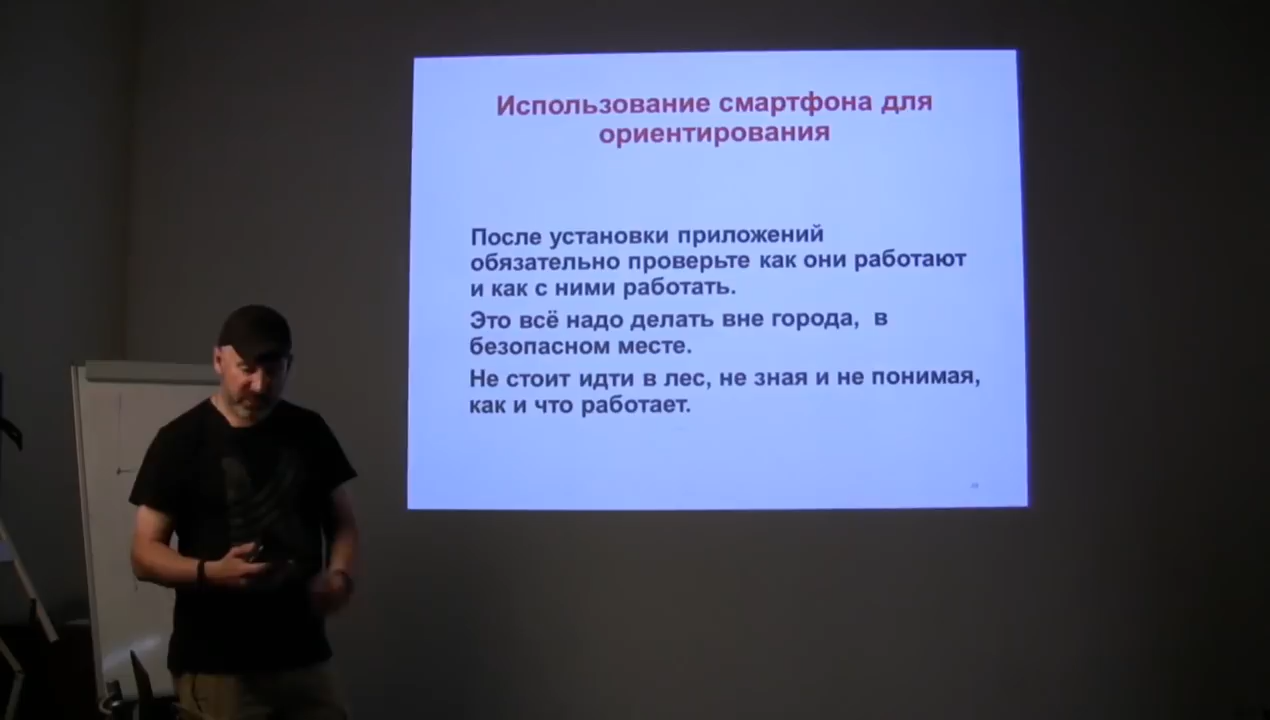 Использование смартфона для
ориентирования
После установки приложений
обязательно проверьте как они работают
и как с ними работать.
Это всё надо делать вне города, в
безопасном месте.
Не стоит идти в лес, не зная и не понимая,
как и что работает.